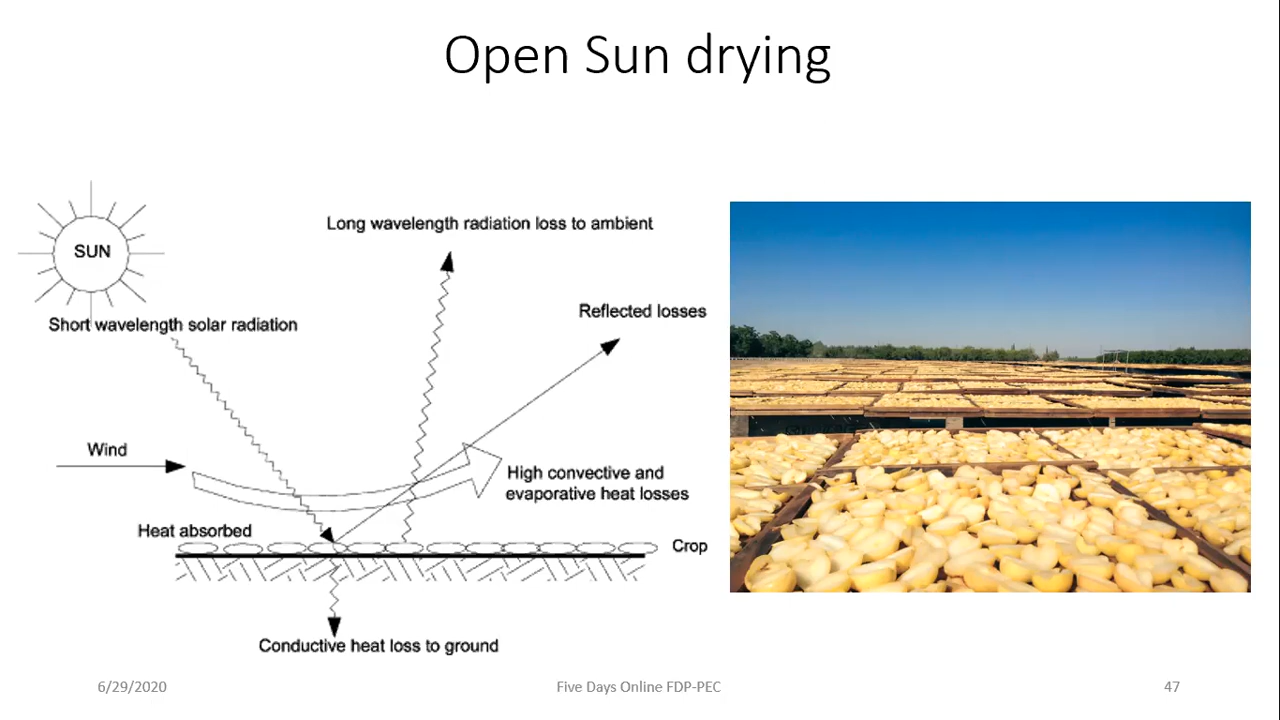 Open Sun drying
SUN
Long wavelength radiation loss to ambient
Reflected losses
Short wavelength solar radiation
Wind
High convective and
evaporative heat losses
Heat absorbed
Crop
Conductive heat loss to ground
6/29/2020
Five Days Online FDP-PEC
47